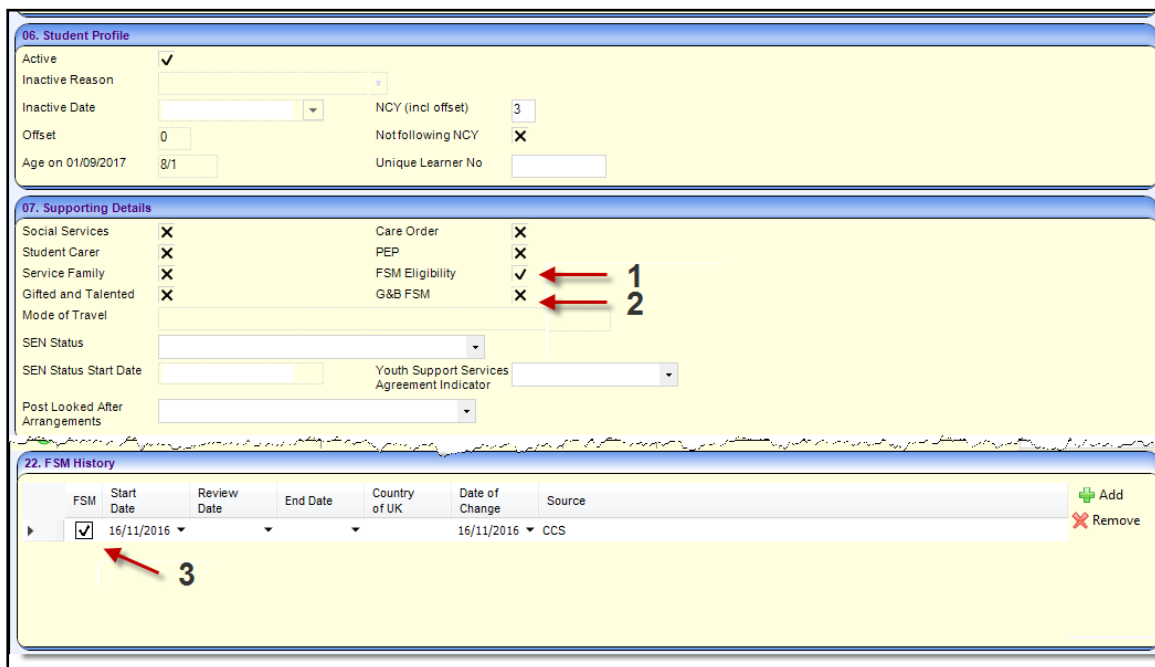 06. Student Profile
Active
Inactive Reason
Inactive Date NCY (incl offset) 3
Offset 0 Not following NCY
Age on 01/09/2017 8/1 Unique Learner No
07. Supporting Details
Social Services Care Order
Student Carer PEP
Service Family FSM Eligibility 1
Gifted and Talented G&B FSM 2
Mode of Travel
SEN Status
SEN Status Start Date Youth Support Services
Agreement Indicator
Post Looked After
Arrangements
22. FSM History
FSM Start Date Review Date End Date Country of UK Date of Change Source Add
16/11/2016 16/11/2016 CCS Remove
3